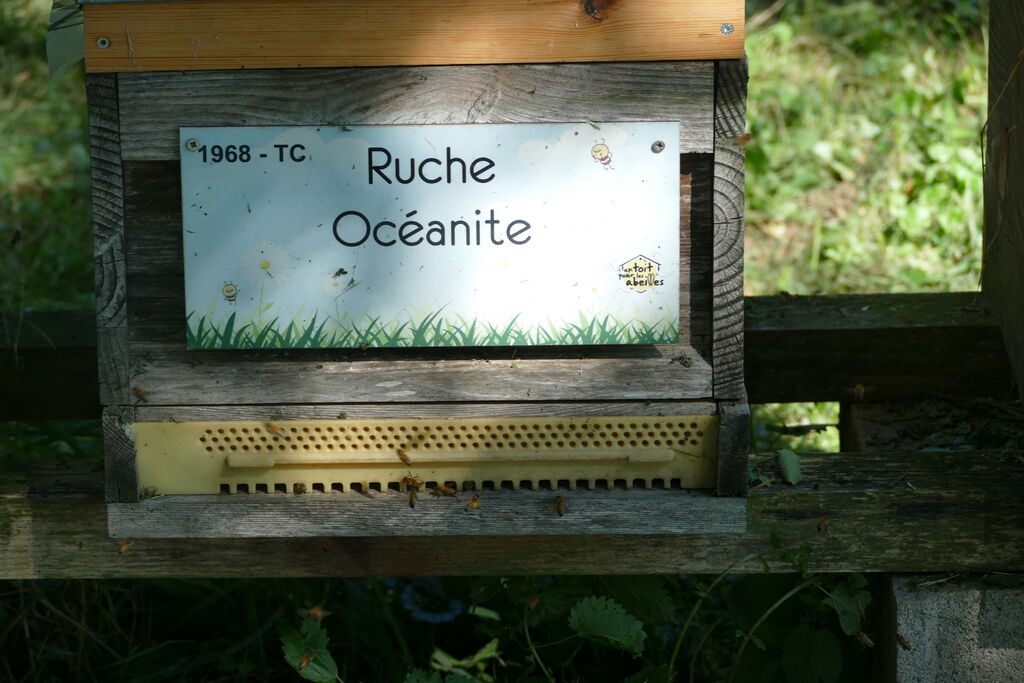 1968 - TC
Ruche
Océanite
un toit
pour les
abeilles